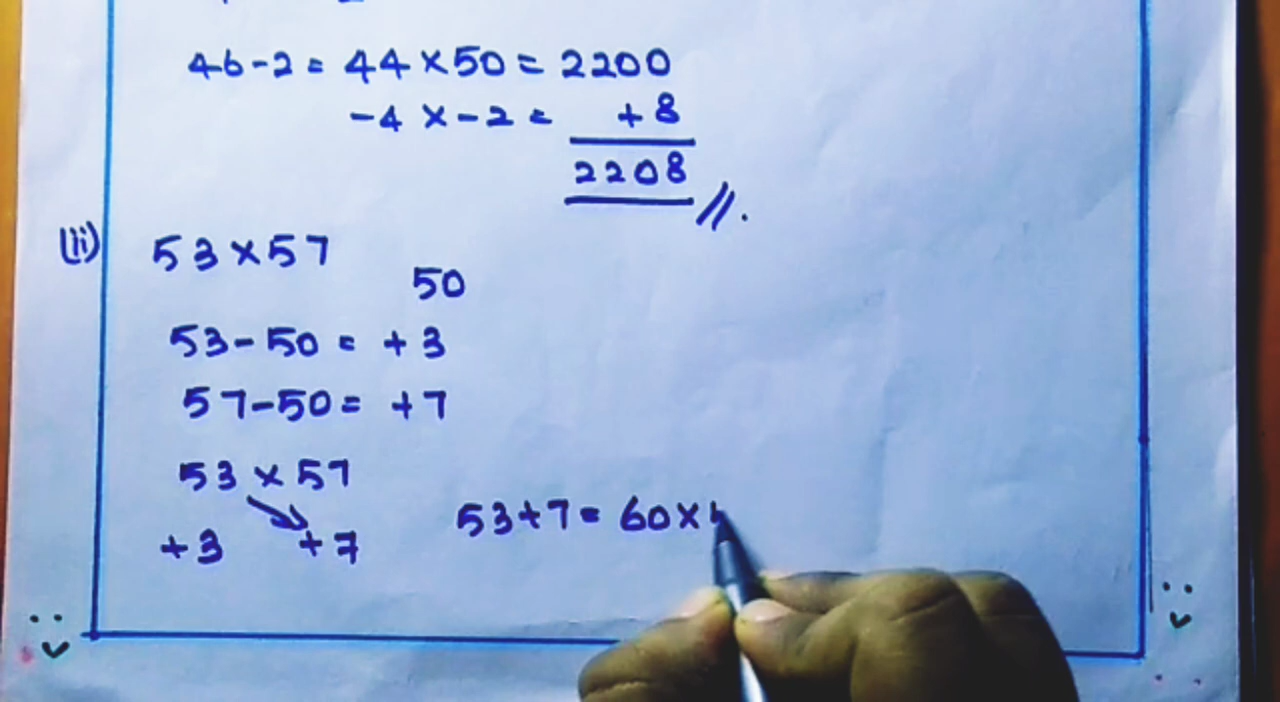 46-2 = 44 × 50 = 2200
-4 × -2 = +8
2208 //.
(ii) 53 × 57
50
53 - 50 = +3
57 - 50 = +7
53 × 57
+3 +7
53 + 7 = 60 ×